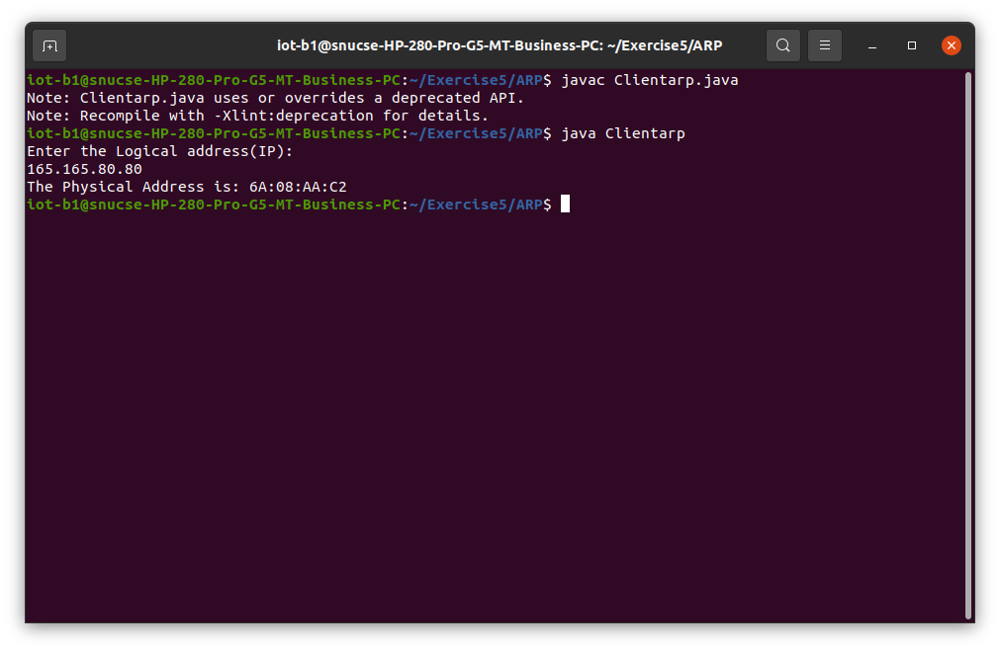 iot-b1@snucse-HP-280-Pro-G5-MT-Business-PC: ~/Exercise5/ARP
iot-b1@snucse-HP-280-Pro-G5-MT-Business-PC:~/Exercise5/ARP$ javac Clientarp.java
Note: Clientarp.java uses or overrides a deprecated API.
Note: Recompile with -Xlint:deprecation for details.
iot-b1@snucse-HP-280-Pro-G5-MT-Business-PC:~/Exercise5/ARP$ java Clientarp
Enter the Logical address(IP):
165.165.80.80
The Physical Address is: 6A:08:AA:C2
iot-b1@snucse-HP-280-Pro-G5-MT-Business-PC:~/Exercise5/ARP$